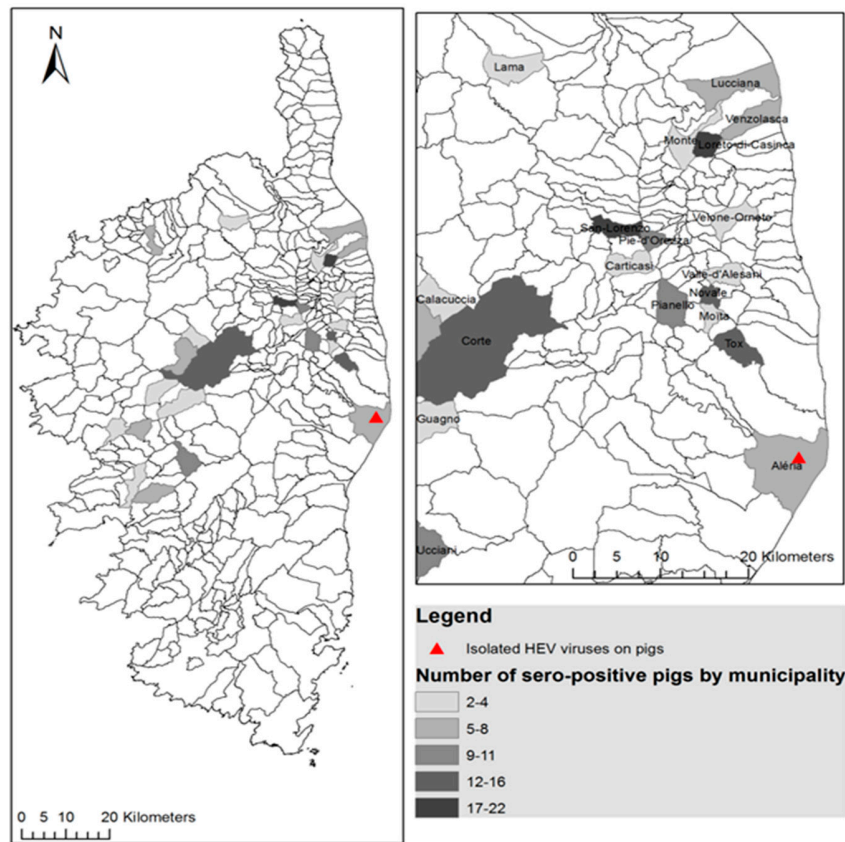 N
0 5 10 20 Kilometers
Lama
Lucciana
Venzolasca
Monte
Loreto-di-Casinca
Velone-Orneto
San-Lorenzo
Pie-d'Orezza
Carticasi
Valle-d'Alesani
Calacuccia
Novale
Pianello
Moïta
Corte
Tox
Guagno
Aléria
Ucciani
0 5 10 20 Kilometers
Legend
Isolated HEV viruses on pigs
Number of sero-positive pigs by municipality
2-4
5-8
9-11
12-16
17-22